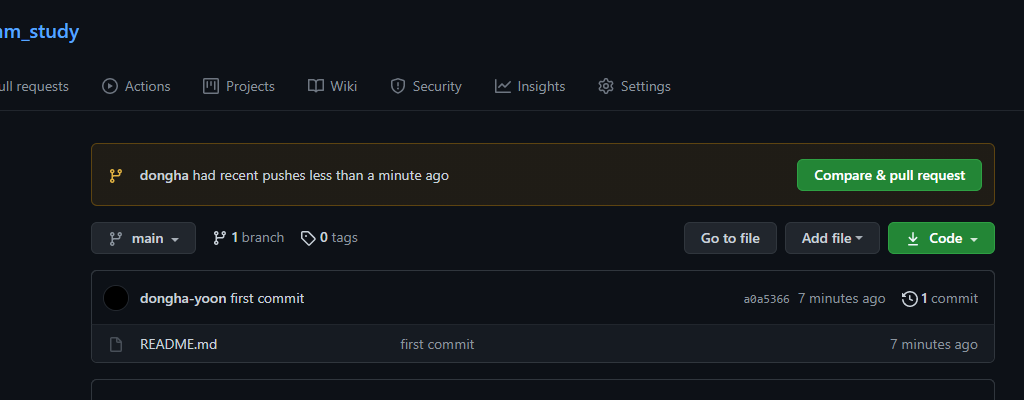 m_study
ull requests Actions Projects Wiki Security Insights Settings
dongha had recent pushes less than a minute ago Compare & pull request
main 1 branch 0 tags Go to file Add file Code
dongha-yoon first commit a0a5366 7 minutes ago 1 commit
README.md first commit 7 minutes ago